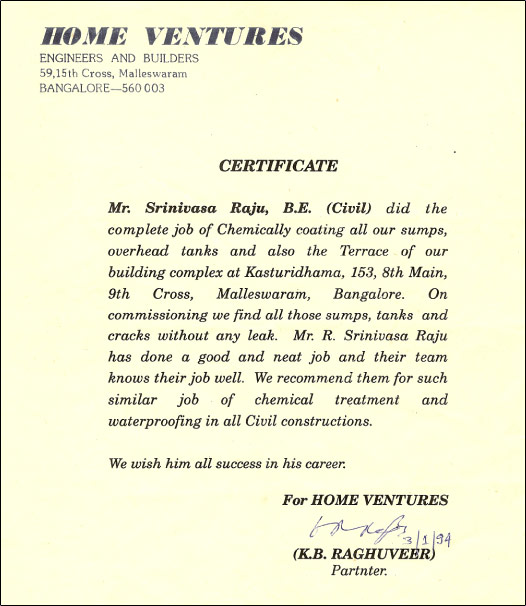 HOME VENTURES
ENGINEERS AND BUILDERS
59,15th Cross, Malleswaram
BANGALORE—560 003
CERTIFICATE
Mr. Srinivasa Raju, B.E. (Civil) did the
complete job of Chemically coating all our sumps,
overhead tanks and also the Terrace of our
building complex at Kasturidhama, 153, 8th Main,
9th Cross, Malleswaram, Bangalore. On
commissioning we find all those sumps, tanks and
cracks without any leak. Mr. R. Srinivasa Raju
has done a good and neat job and their team
knows their job well. We recommend them for such
similar job of chemical treatment and
waterproofing in all Civil constructions.
We wish him all success in his career.
For HOME VENTURES
3/1/94
(K.B. RAGHUVEER)
Partnter.